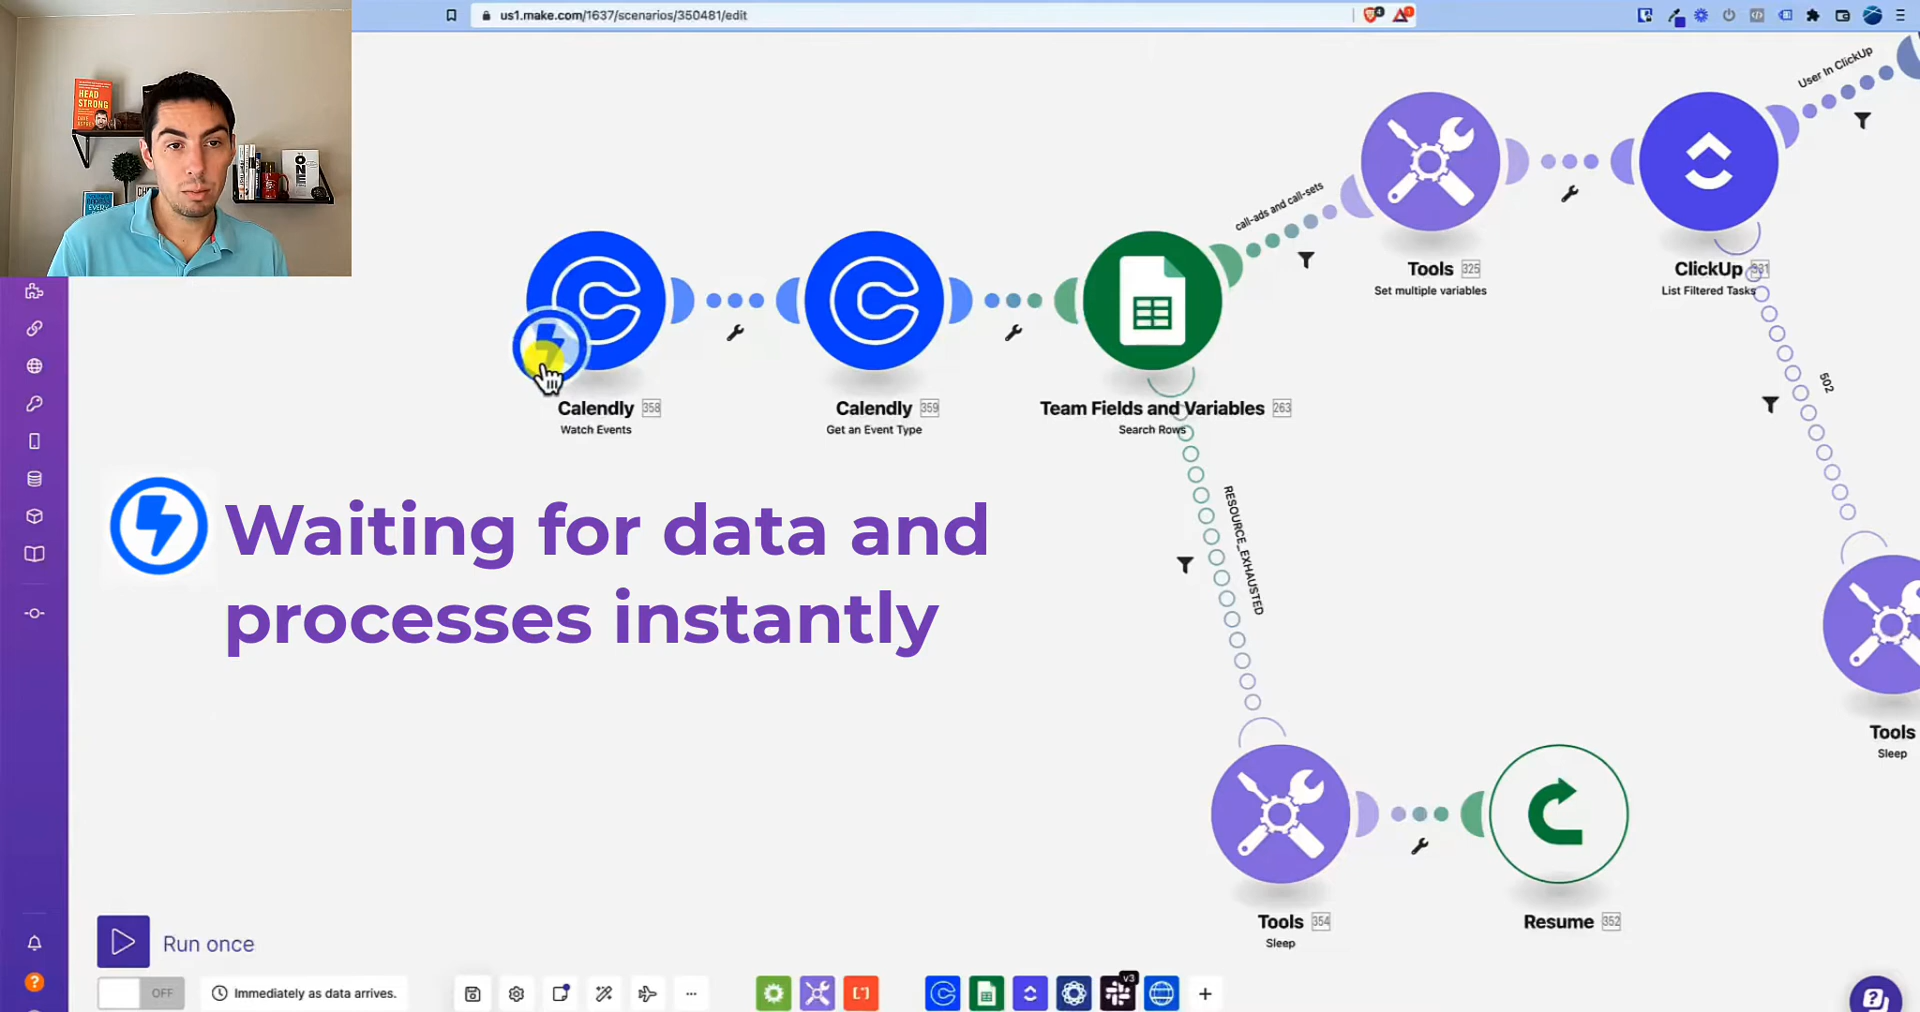 us1.make.com/1637/scenarios/350481/edit
HEAD
STRONG
ONE
EVERY
User In ClickUp
call-ads and call-sets
Tools 325
Set multiple variables
ClickUp 331
List Filtered Tasks
Calendly 358
Watch Events
Calendly 359
Get an Event Type
Team Fields and Variables 263
Search Rows
502
RESOURCE_EXHAUSTED
Waiting for data and
processes instantly
Tools
Sleep
Tools 354
Sleep
Resume 352
Run once
OFF
Immediately as data arrives.
v3